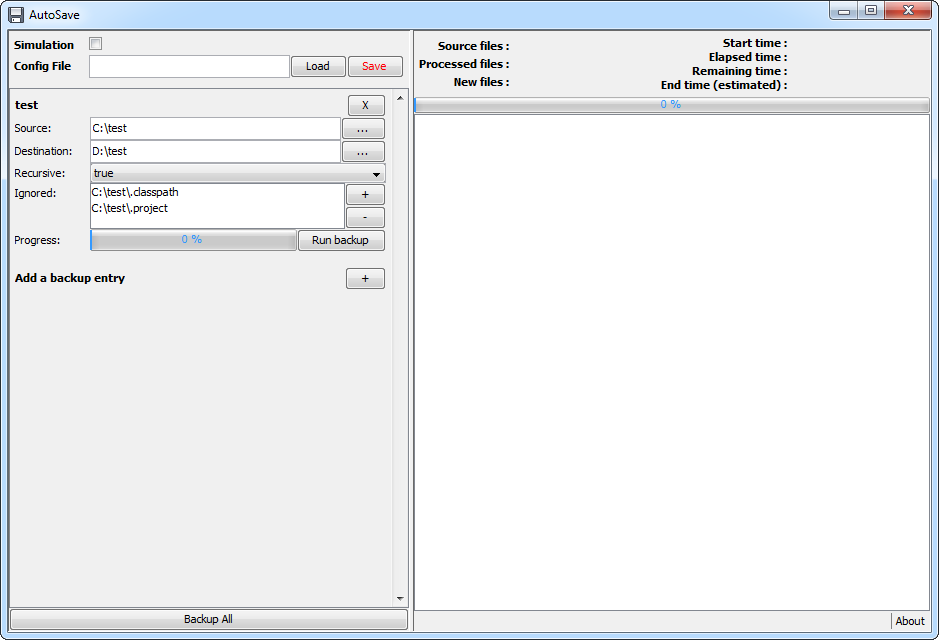 AutoSave
Simulation
Config File Load Save
test X
Source: C:\test ...
Destination: D:\test ...
Recursive: true
Ignored: C:\test\.classpath +
C:\test\.project -
Progress: 0 % Run backup
Add a backup entry +
Backup All
Source files :
Processed files :
New files :
Start time :
Elapsed time :
Remaining time :
End time (estimated) :
0 %
About